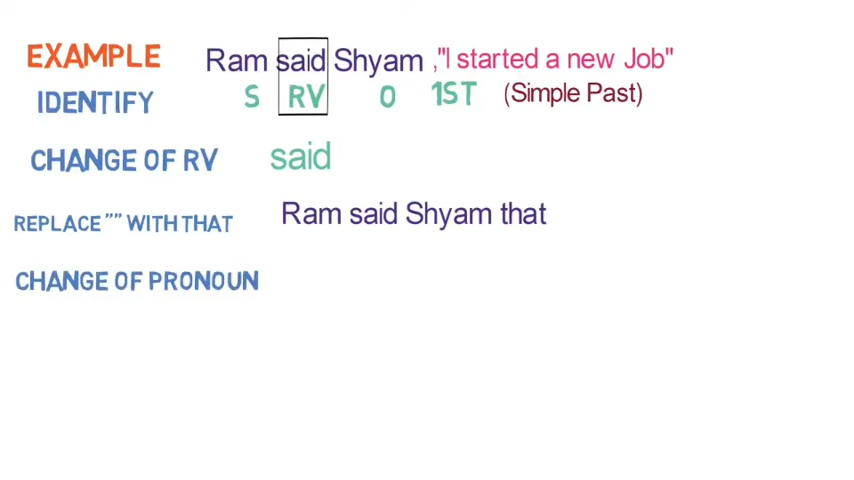 EXAMPLE Ram said Shyam ,"I started a new Job"
IDENTIFY S RV O 1ST (Simple Past)
CHANGE OF RV said
REPLACE "" WITH THAT Ram said Shyam that
CHANGE OF PRONOUN